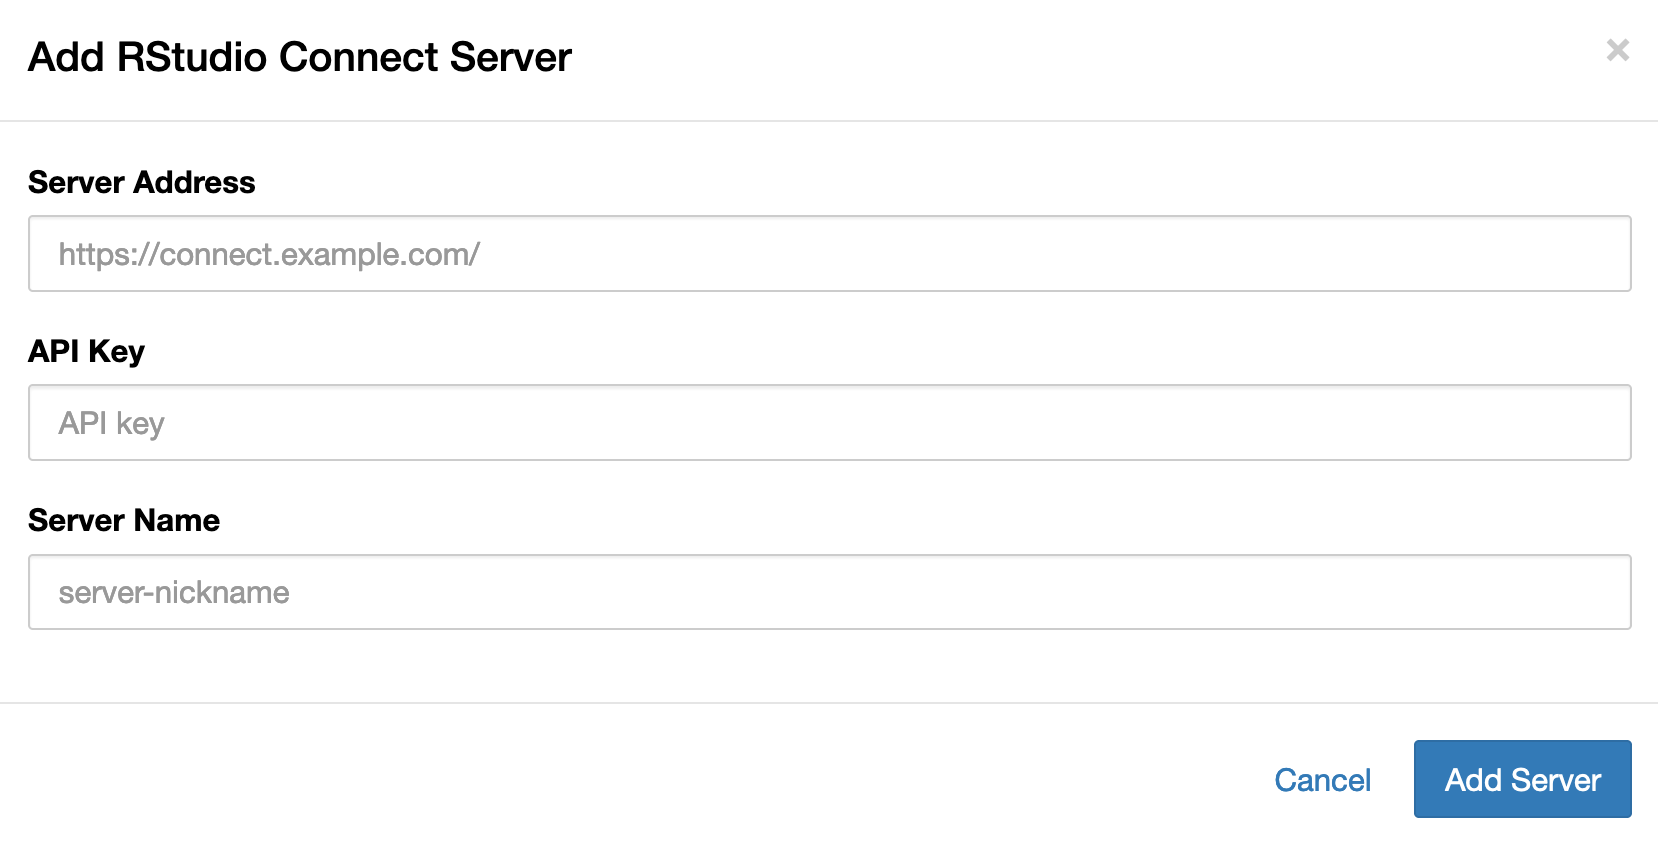 Add RStudio Connect Server
×
Server Address
https://connect.example.com/
API Key
API key
Server Name
server-nickname
Cancel
Add Server